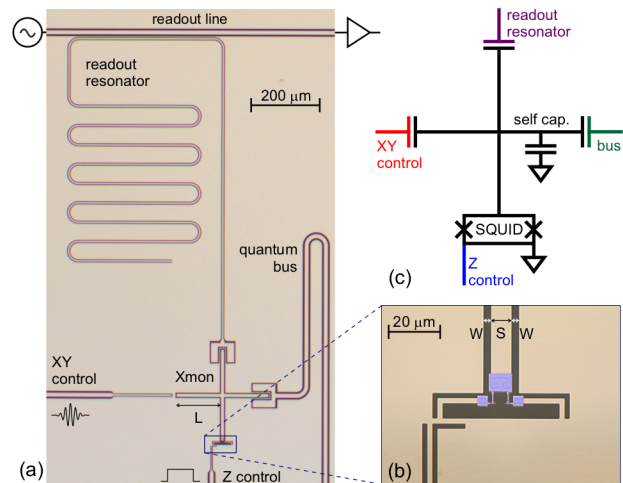 readout line
readout
resonator
200 μm
XY
control
Xmon
L
quantum
bus
Z control
(a)
readout
resonator
self cap.
XY
control
bus
SQUID
Z
control
(c)
20 μm
W
S
W
(b)